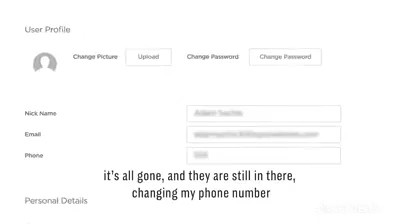 User Profile
Change Picture Upload Change Password Change Password
Nick Name
Email
Phone
it's all gone, and they are still in there,
changing my phone number
Personal Details